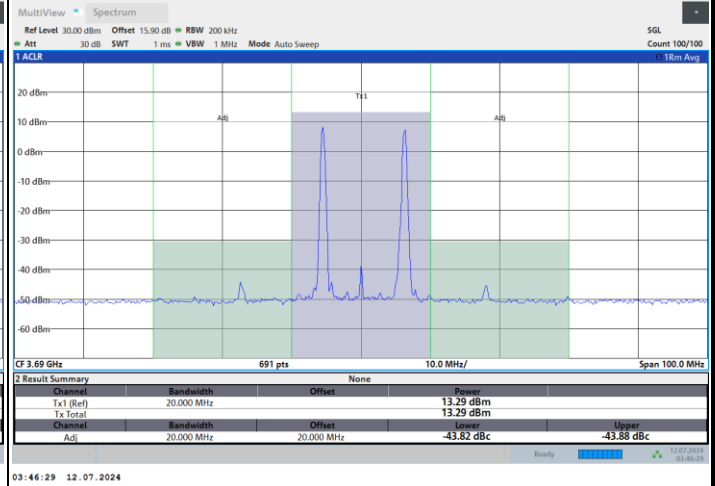 MultiView Spectrum
Ref Level 30.00 dBm Offset 15.90 dB RBW 200 kHz SGL
Att 30 dB SWT 1 ms VBW 1 MHz Mode Auto Sweep Count 100/100
1 ACLR 1Rm Avg
20 dBm
Tx1
10 dBm Adj Adj
0 dBm
-10 dBm
-20 dBm
-30 dBm
-40 dBm
-50 dBm
-60 dBm
CF 3.69 GHz 691 pts 10.0 MHz/ Span 100.0 MHz
2 Result Summary None
Channel Bandwidth Offset Power
Tx1 (Ref) 20.000 MHz 13.29 dBm
Tx Total 13.29 dBm
Channel Bandwidth Offset Lower Upper
Adj 20.000 MHz 20.000 MHz -43.82 dBc -43.88 dBc
Ready 12.07.2024
03:46:29
03:46:29 12.07.2024